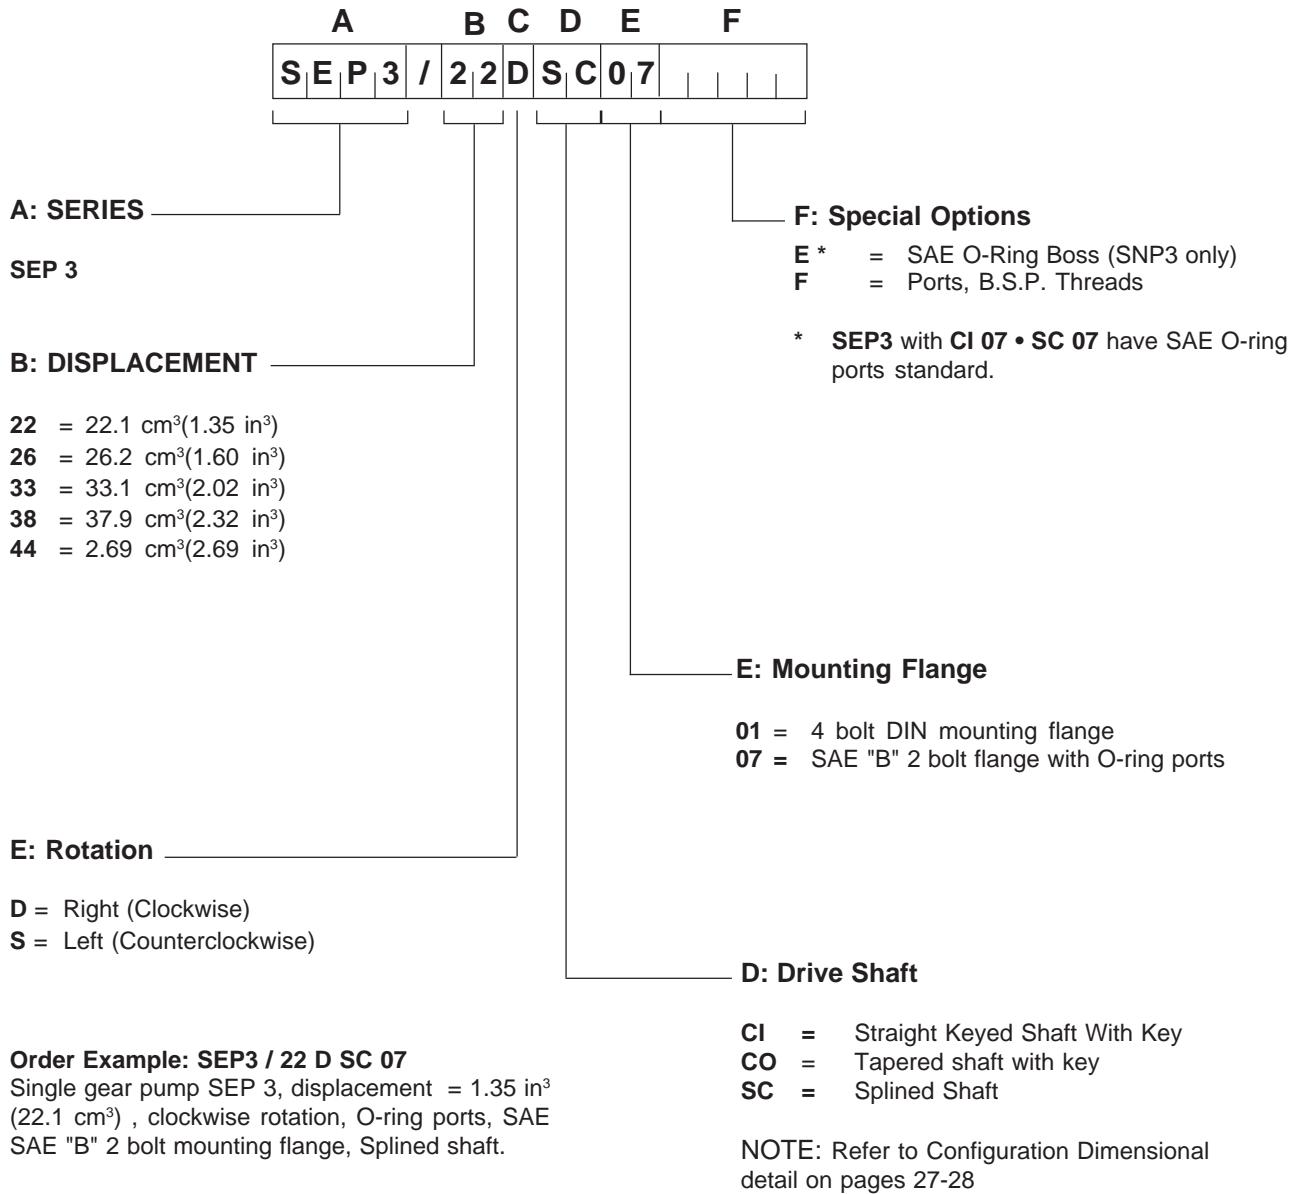 A B C D E F
SEP3/22DSC07
A: SERIES
SEP 3
B: DISPLACEMENT
22 = 22.1 cm³(1.35 in³)
26 = 26.2 cm³(1.60 in³)
33 = 33.1 cm³(2.02 in³)
38 = 37.9 cm³(2.32 in³)
44 = 2.69 cm³(2.69 in³)
E: Rotation
D = Right (Clockwise)
S = Left (Counterclockwise)
Order Example: SEP3 / 22 D SC 07
Single gear pump SEP 3, displacement = 1.35 in³
(22.1 cm³) , clockwise rotation, O-ring ports, SAE
SAE "B" 2 bolt mounting flange, Splined shaft.
F: Special Options
E * = SAE O-Ring Boss (SNP3 only)
F = Ports, B.S.P. Threads
* SEP3 with CI 07 • SC 07 have SAE O-ring
ports standard.
E: Mounting Flange
01 = 4 bolt DIN mounting flange
07 = SAE "B" 2 bolt flange with O-ring ports
D: Drive Shaft
CI = Straight Keyed Shaft With Key
CO = Tapered shaft with key
SC = Splined Shaft
NOTE: Refer to Configuration Dimensional
detail on pages 27-28